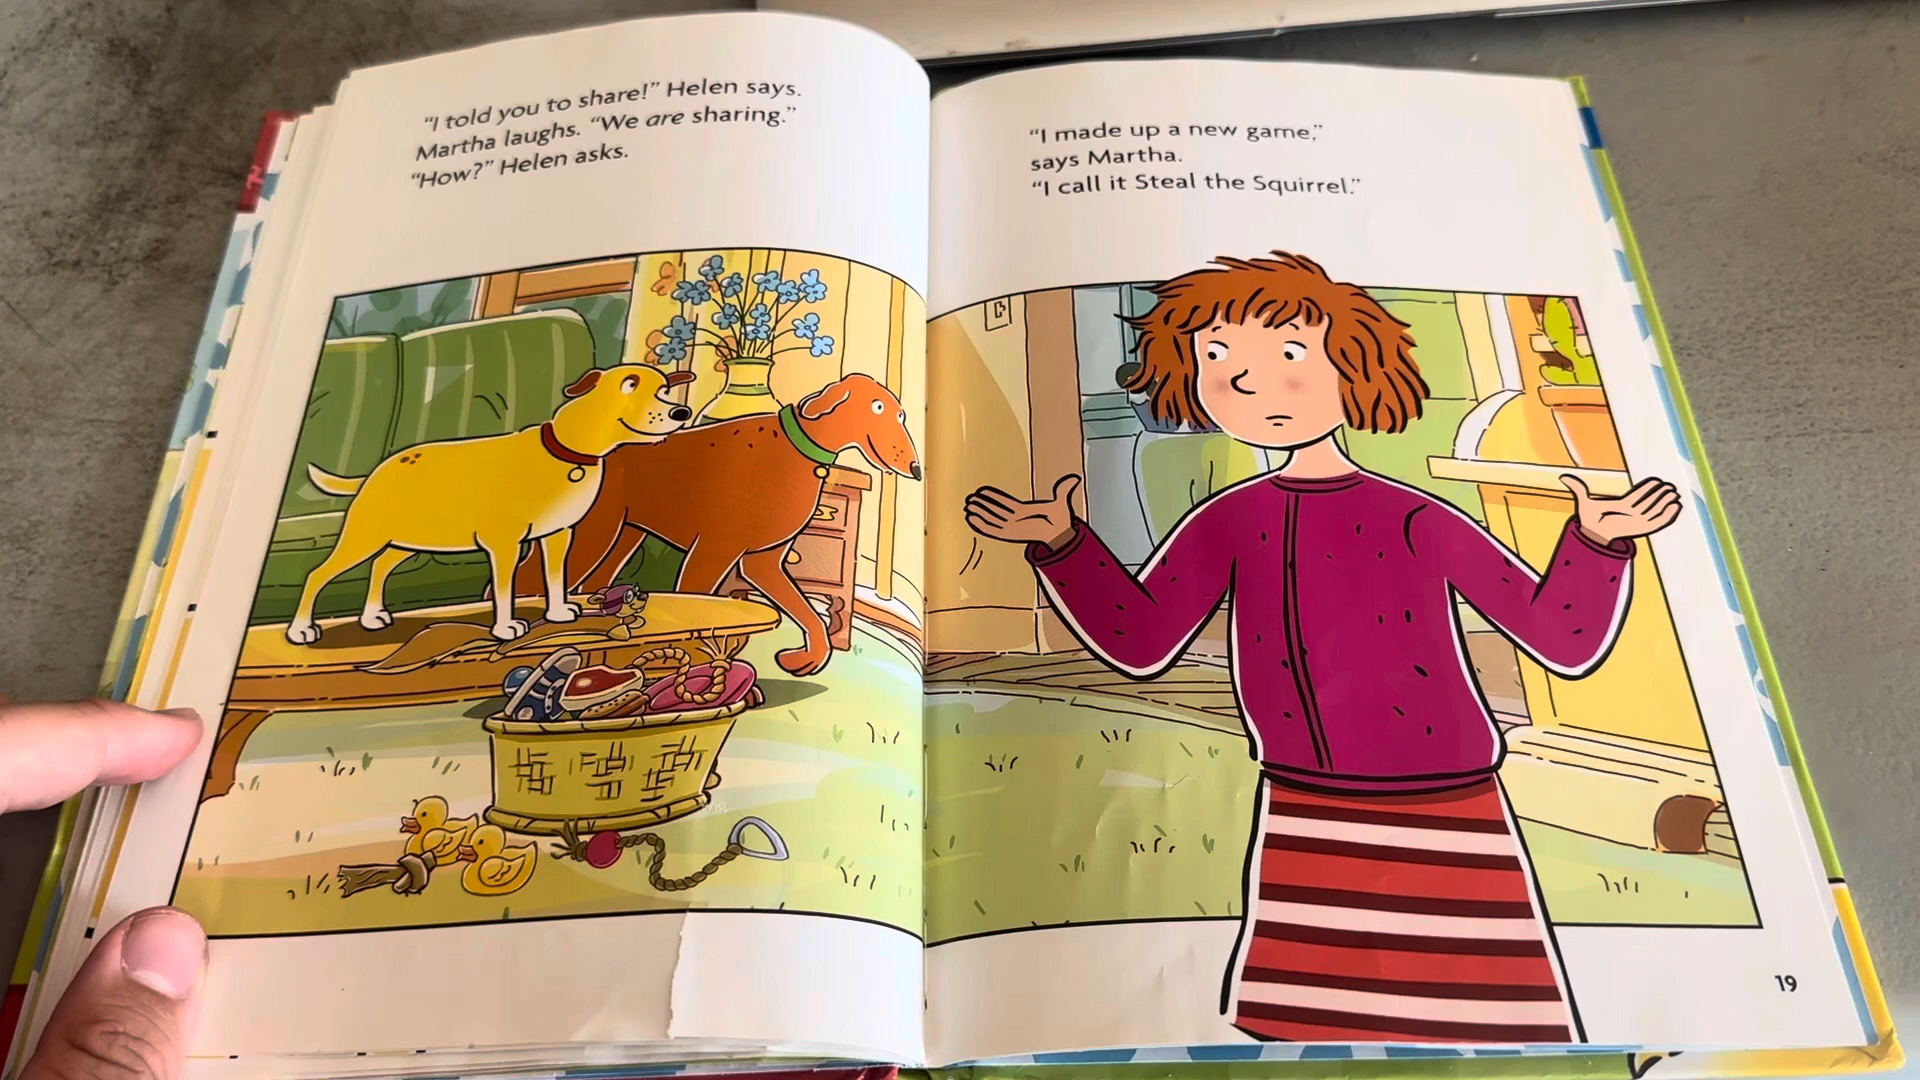 “I told you to share!” Helen says.
Martha laughs. “We are sharing.”
“How?” Helen asks.
“I made up a new game,”
says Martha.
“I call it Steal the Squirrel.”
19